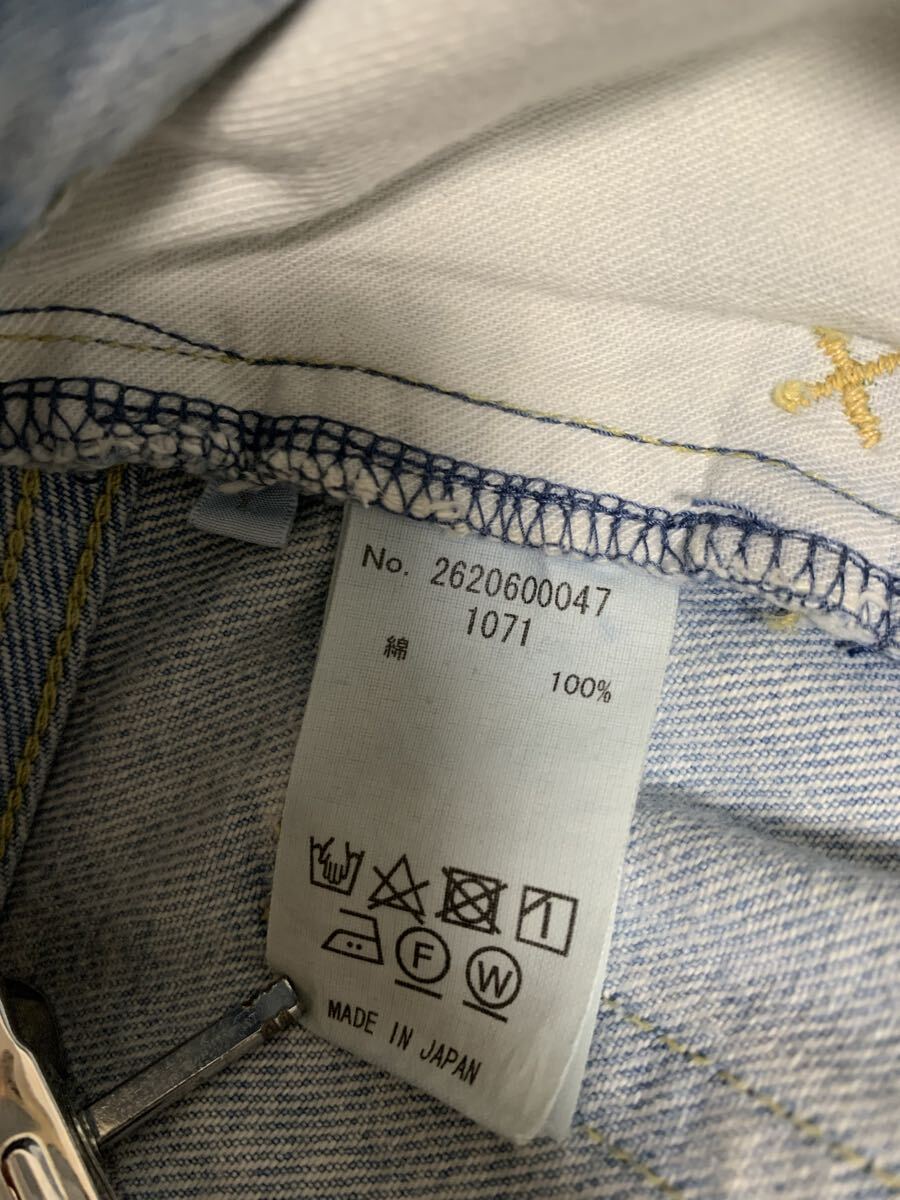 No. 2620600047
1071
綿 100%
F W
MADE IN JAPAN